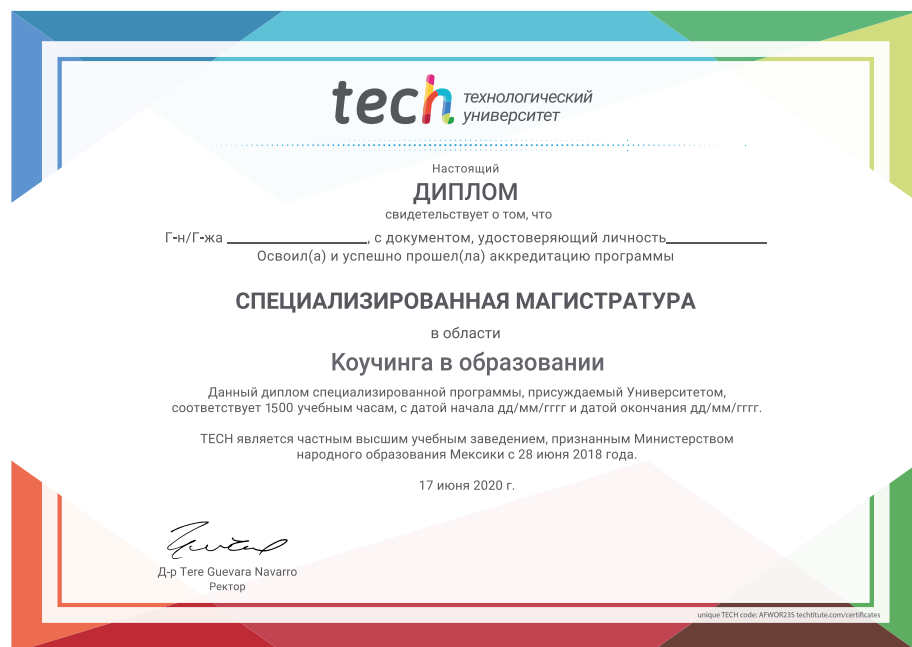 tech технологический
университет
Настоящий
ДИПЛОМ
свидетельствует о том, что
Г-н/Г-жа ____________________, с документом, удостоверяющий личность______________
Освоил(а) и успешно прошел(ла) аккредитацию программы
СПЕЦИАЛИЗИРОВАННАЯ МАГИСТРАТУРА
в области
Коучинга в образовании
Данный диплом специализированной программы, присуждаемый Университетом,
соответствует 1500 учебным часам, с датой начала дд/мм/гггг и датой окончания дд/мм/гггг.
TECH является частным высшим учебным заведением, признанным Министерством
народного образования Мексики с 28 июня 2018 года.
17 июня 2020 г.
Д-р Tere Guevara Navarro
Ректор
unique TECH code: AFWOR23S techtitute.com/certificates